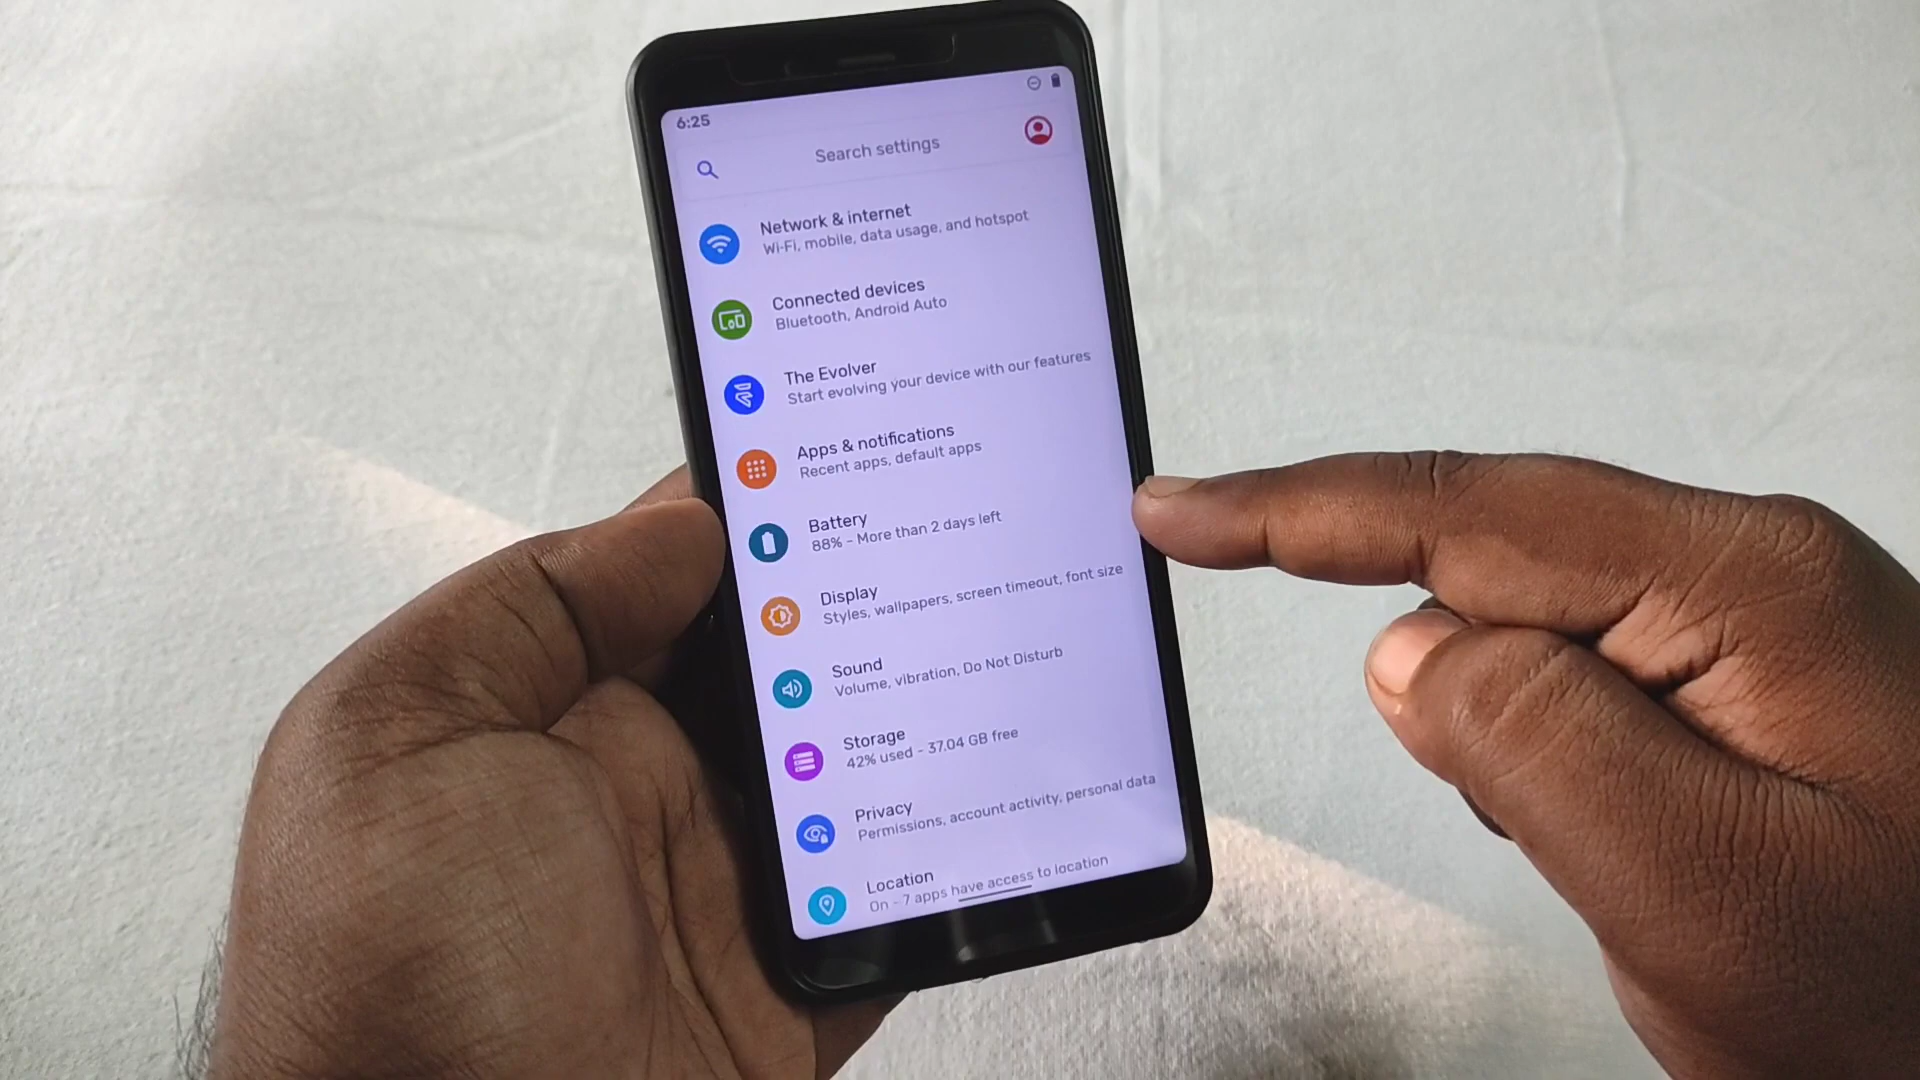 6:25
Search settings
Network & internet
Wi-Fi, mobile, data usage, and hotspot
Connected devices
Bluetooth, Android Auto
The Evolver
Start evolving your device with our features
Apps & notifications
Recent apps, default apps
Battery
88% - More than 2 days left
Display
Styles, wallpapers, screen timeout, font size
Sound
Volume, vibration, Do Not Disturb
Storage
42% used - 37.04 GB free
Privacy
Permissions, account activity, personal data
Location
On - 7 apps have access to location